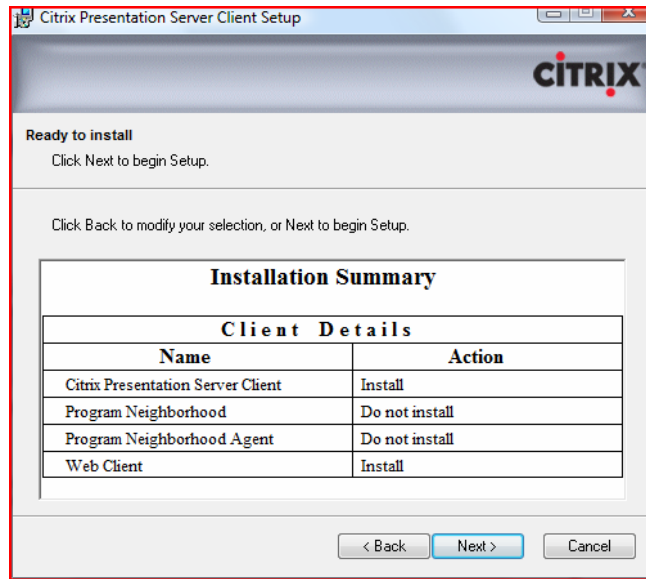 Citrix Presentation Server Client Setup
CİTRIX
Ready to install
Click Next to begin Setup.
Click Back to modify your selection, or Next to begin Setup.
Installation Summary
Client Details
Name Action
Citrix Presentation Server Client Install
Program Neighborhood Do not install
Program Neighborhood Agent Do not install
Web Client Install
< Back Next > Cancel